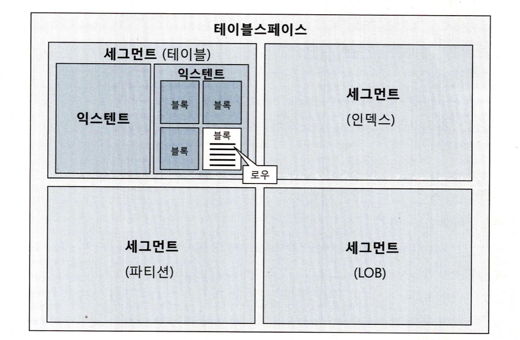 테이블스페이스
세그먼트 (테이블)
익스텐트
익스텐트
블록
블록
블록
블록
로우
세그먼트
(인덱스)
세그먼트
(파티션)
세그먼트
(LOB)